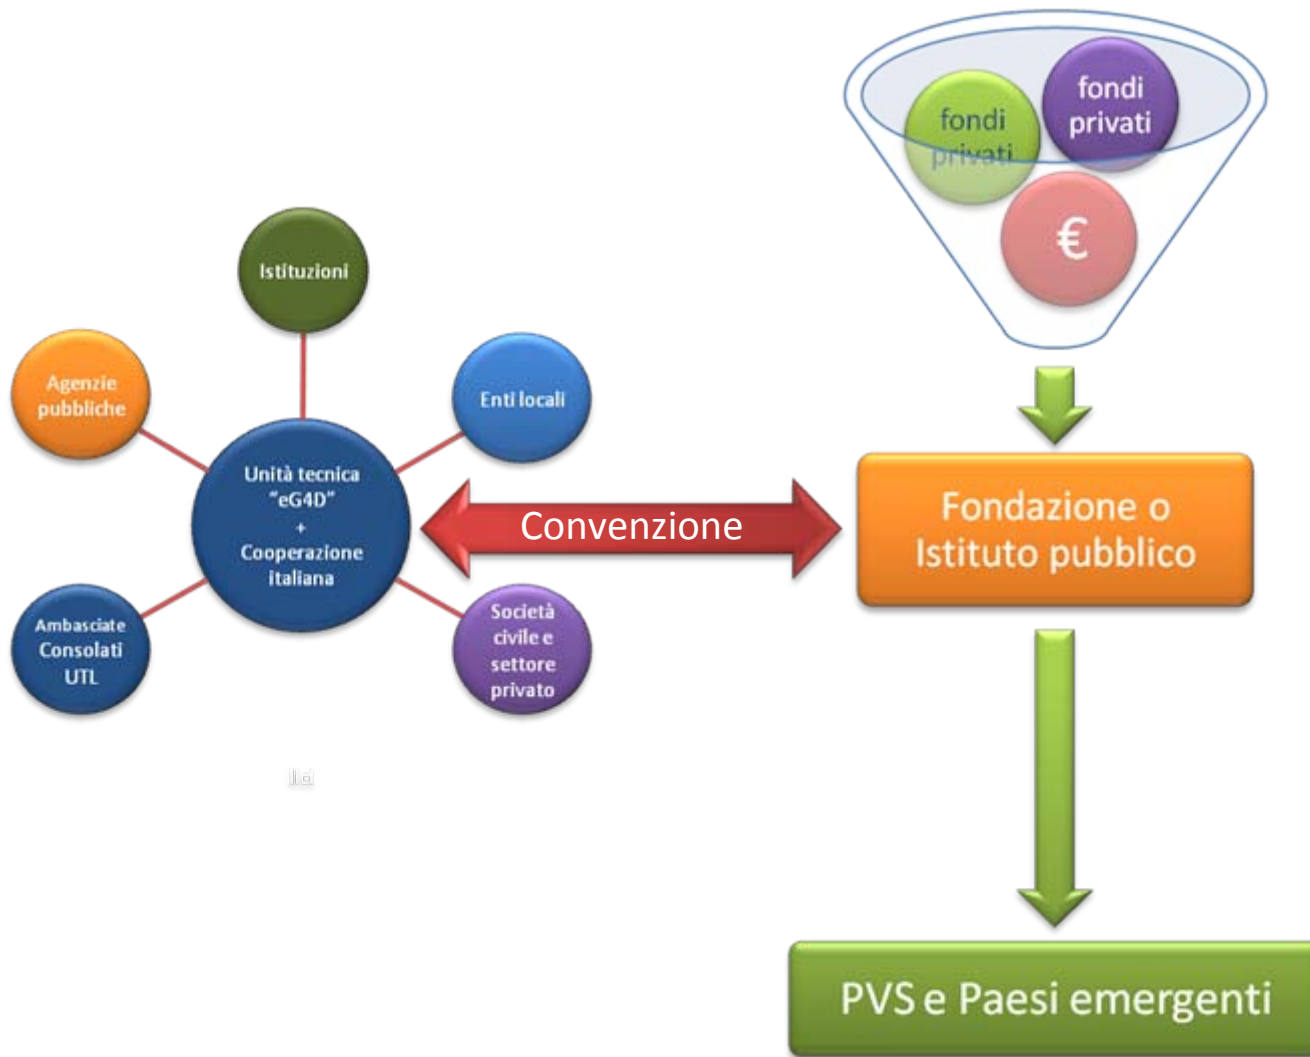 fondi
privati
fondi
privati
€
Istituzioni
Agenzie
pubbliche
Enti locali
Unità tecnica
"eG4D"
+
Cooperazione
italiana
Convenzione
Fondazione o
Istituto pubblico
Ambasciate
Consolati
UTL
Società
civile e
settore
privato
PVS e Paesi emergenti